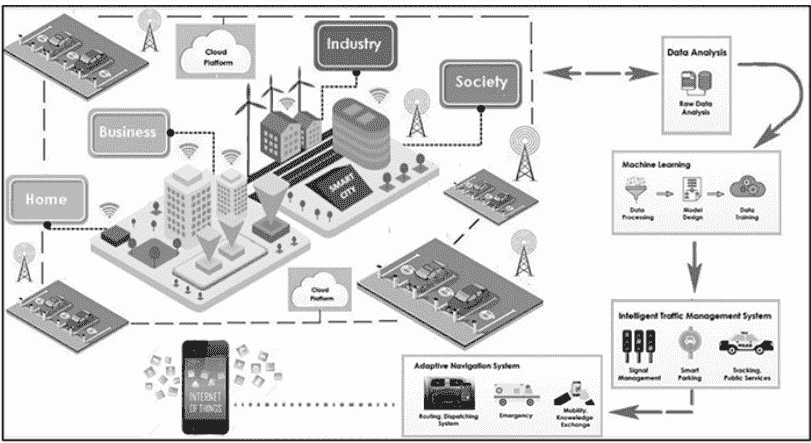 Cloud
Platform
Industry
Society
Business
Home
SMART
CITY
Cloud
Platform
INTERNET
OF THINGS
Data Analysis
Raw Data
Analysis
Machine Learning
Data
Processing
Model
Design
Data
Training
Intelligent Traffic Management System
Signal
Management
Smart
Parking
POLICE
Tracking,
Public Services
Adaptive Navigation System
Routing, Dispatching
System
Emergency
Mobility,
Knowledge
Exchange